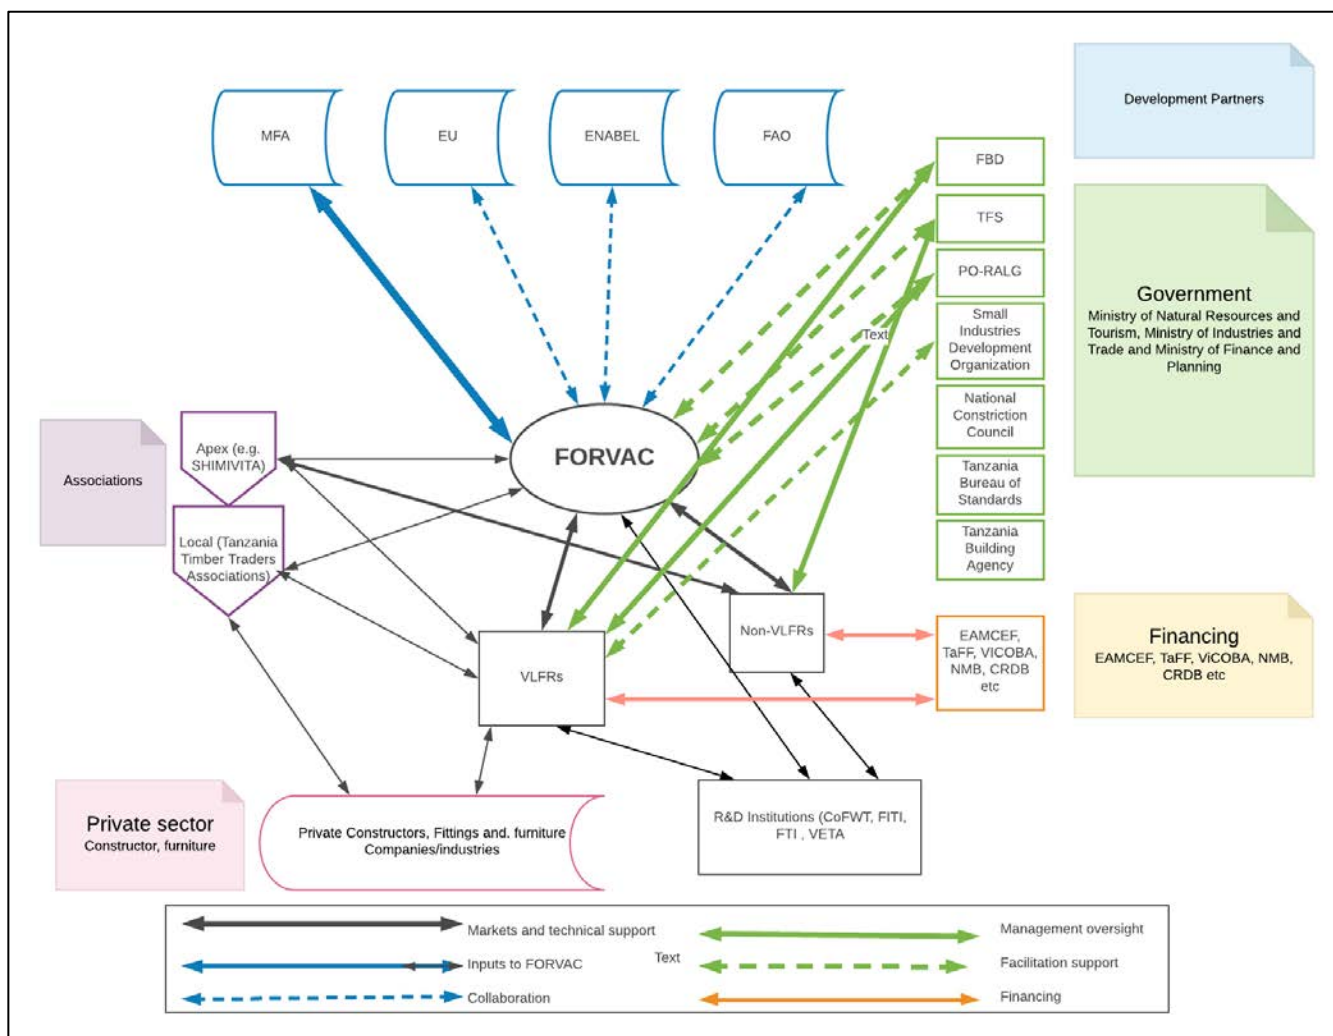 Development Partners
MFA
EU
ENABEL
FAO
FBD
TFS
PO-RALG
Small
Industries
Development
Organization
Text
National
Constriction
Council
Tanzania
Bureau of
Standards
Tanzania
Building
Agency
Government
Ministry of Natural Resources and
Tourism, Ministry of Industries and
Trade and Ministry of Finance and
Planning
Associations
Apex (e.g.
SHIMIVITA)
Local (Tanzania
Timber Traders
Associations)
FORVAC
VLFRs
Non-VLFRs
EAMCEF,
TaFF, VICOBA,
NMB, CRDB
etc
Financing
EAMCEF, TaFF, ViCOBA, NMB,
CRDB etc
Private sector
Constructor, furniture
Private Constructors, Fittings and. furniture
Companies/industries
R&D Institutions (CoFWT, FITI,
FTI , VETA
Markets and technical support
Inputs to FORVAC
Collaboration
Text
Management oversight
Facilitation support
Financing